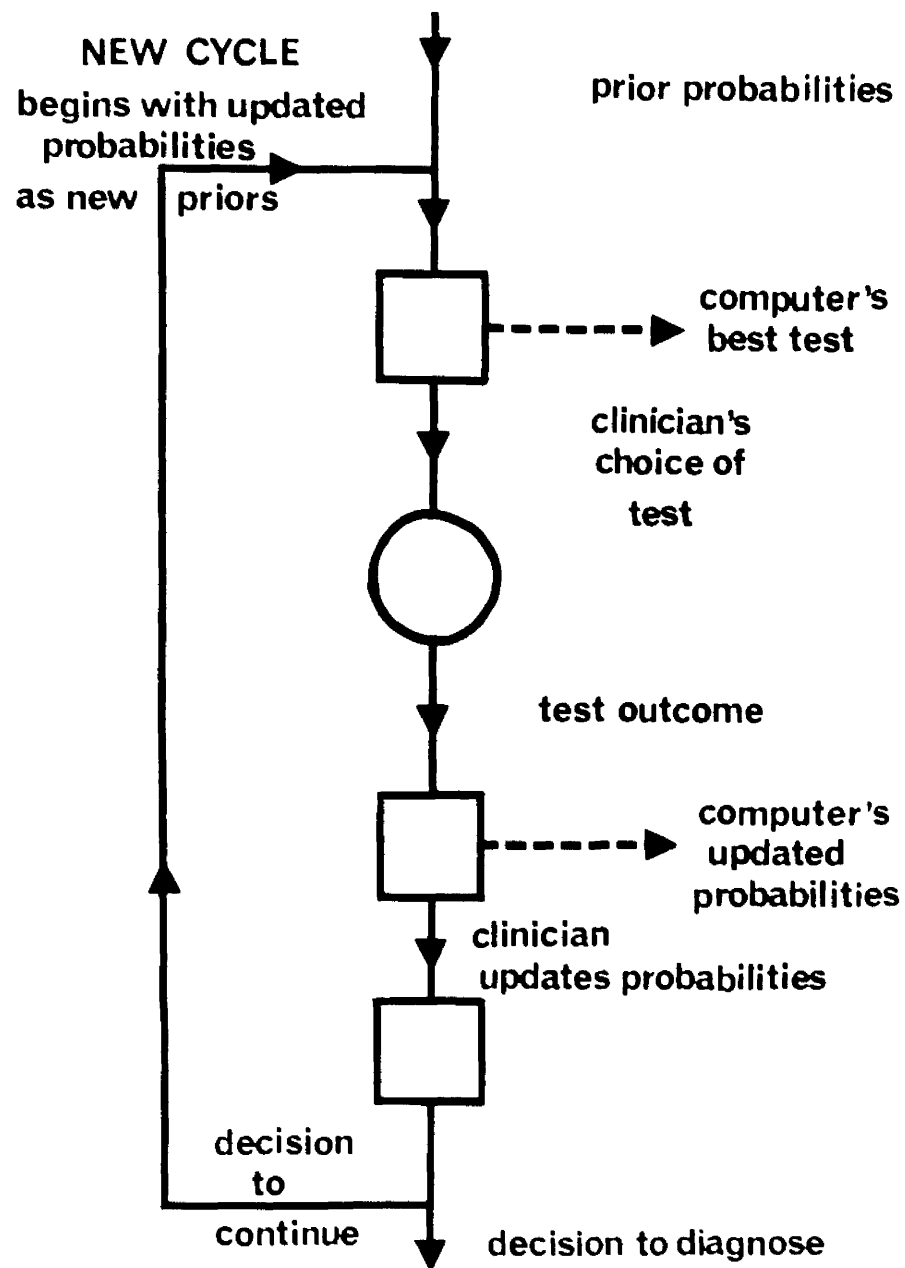 NEW CYCLE
begins with updated
probabilities
as new priors
prior probabilities
computer's
best test
clinician's
choice of
test
test outcome
computer's
updated
probabilities
clinician
updates probabilities
decision
to
continue
decision to diagnose